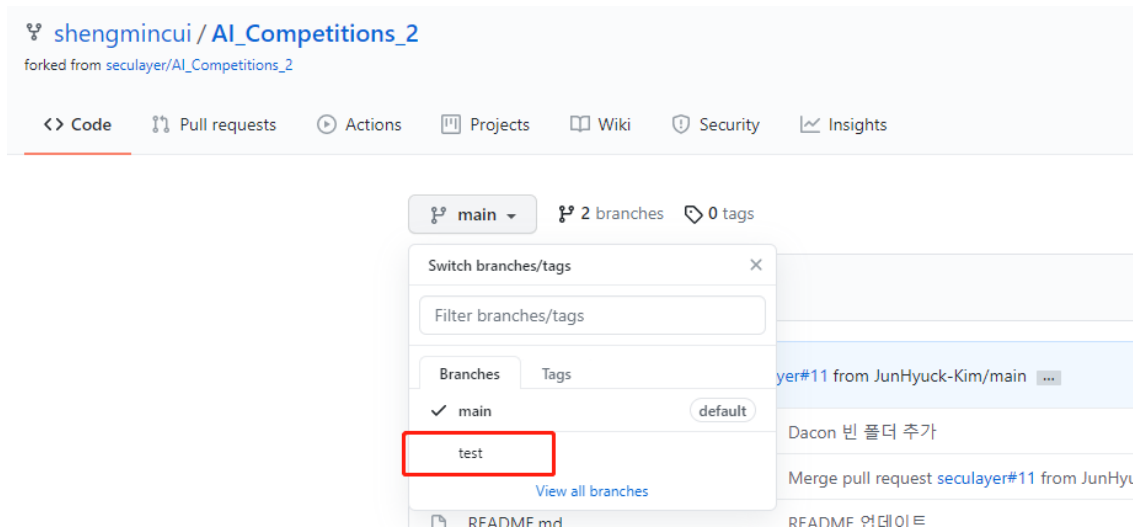 shengmincui / AI_Competitions_2
forked from seculayer/AI_Competitions_2
Code Pull requests Actions Projects Wiki Security Insights
main 2 branches 0 tags
Switch branches/tags
Filter branches/tags
Branches Tags
yer#11 from JunHyuck-Kim/main ...
main default
Dacon 빈 폴더 추가
test
Merge pull request seculayer#11 from JunHyu
View all branches
README.md README 업데이트